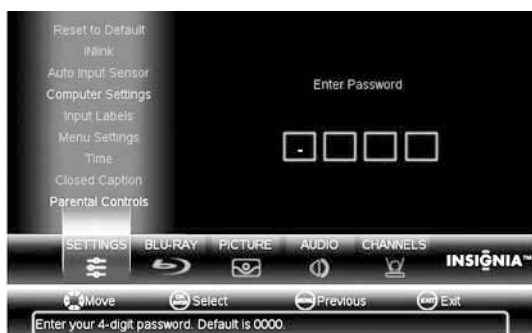 Reset to Default
INlink
Auto Input Sensor
Computer Settings
Input Labels
Menu Settings
Time
Closed Caption
Parental Controls
Enter Password
-
SETTINGS BLU-RAY PICTURE AUDIO CHANNELS
INSIGNIA™
Move Select Previous Exit
Enter your 4-digit password. Default is 0000.